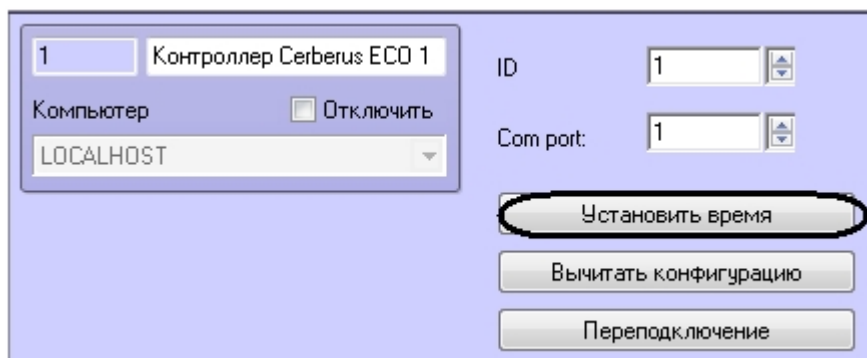 1
Контроллер Cerberus ECO 1
Компьютер
Отключить
LOCALHOST
ID
1
Com port:
1
Установить время
Вычитать конфигурацию
Переподключение